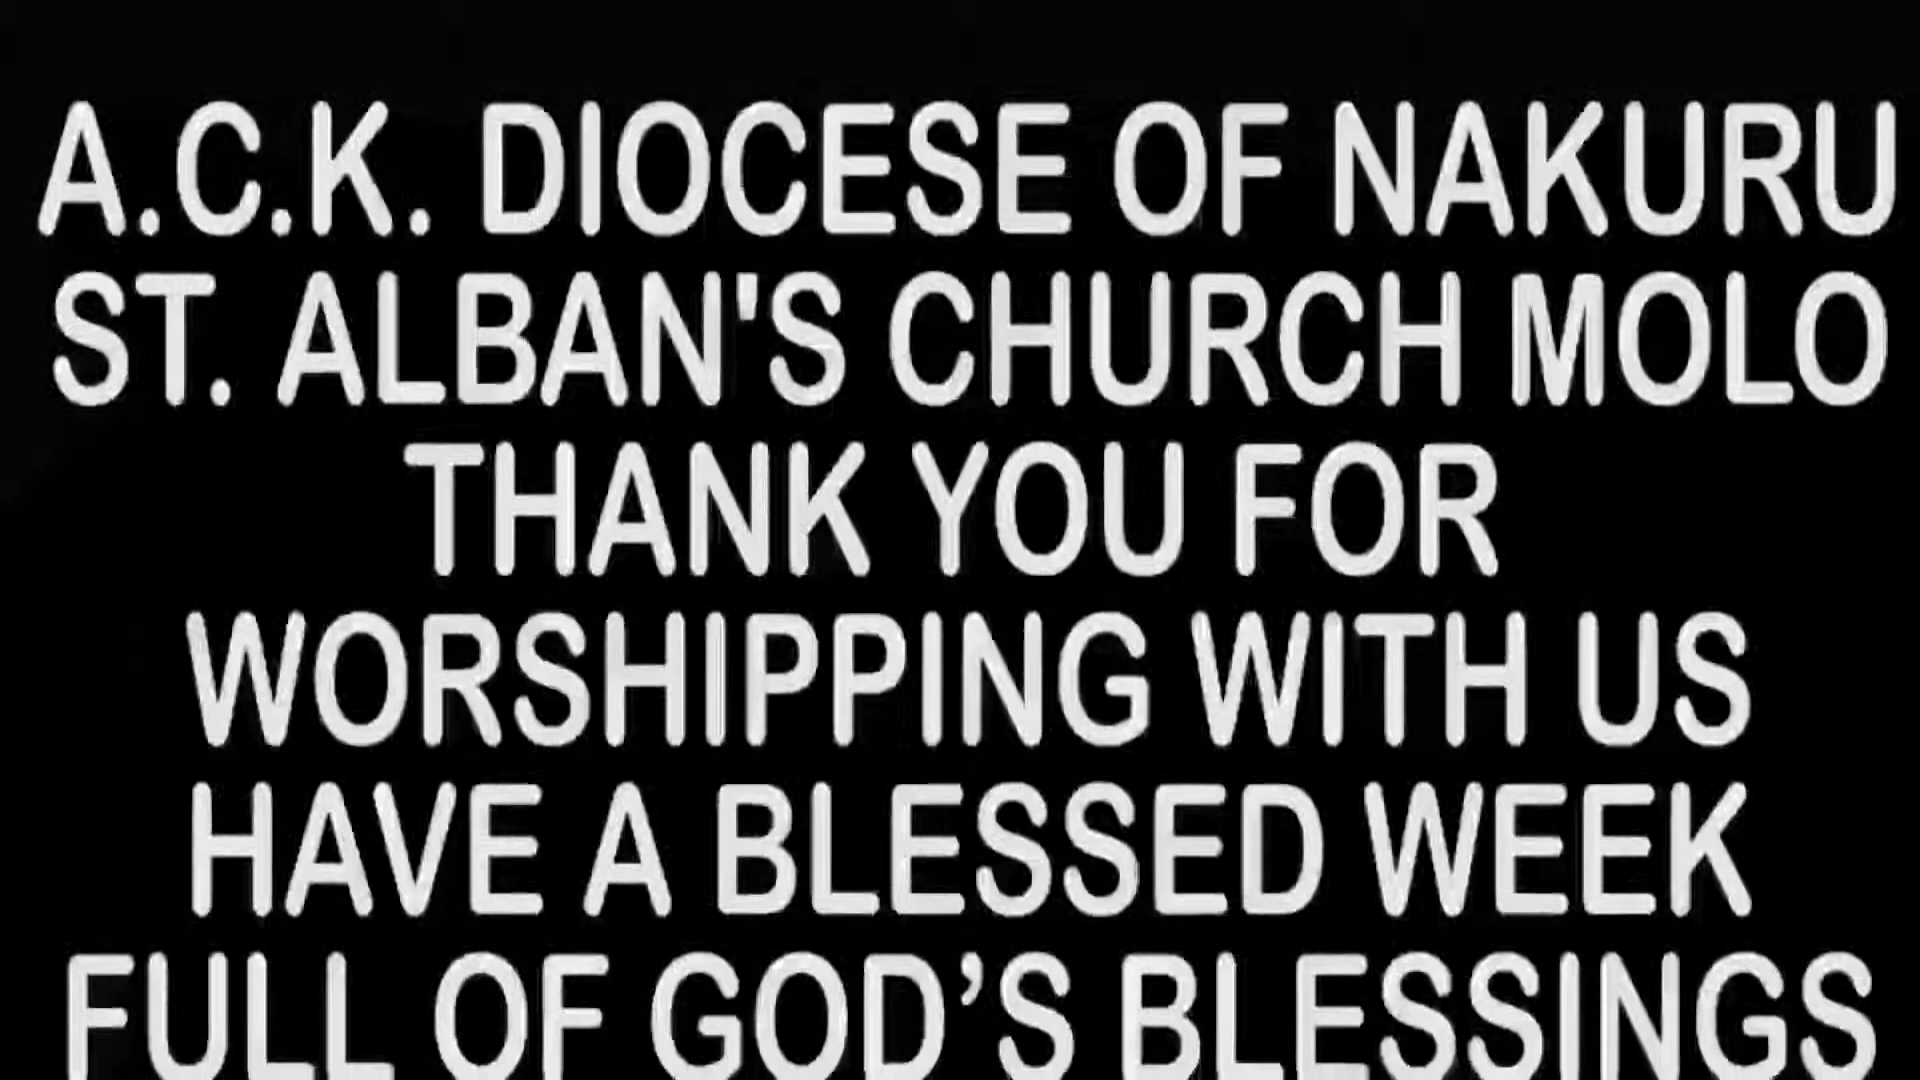 A.C.K. DIOCESE OF NAKURU
ST. ALBAN'S CHURCH MOLO
THANK YOU FOR
WORSHIPPING WITH US
HAVE A BLESSED WEEK
FULL OF GOD’S BLESSINGS